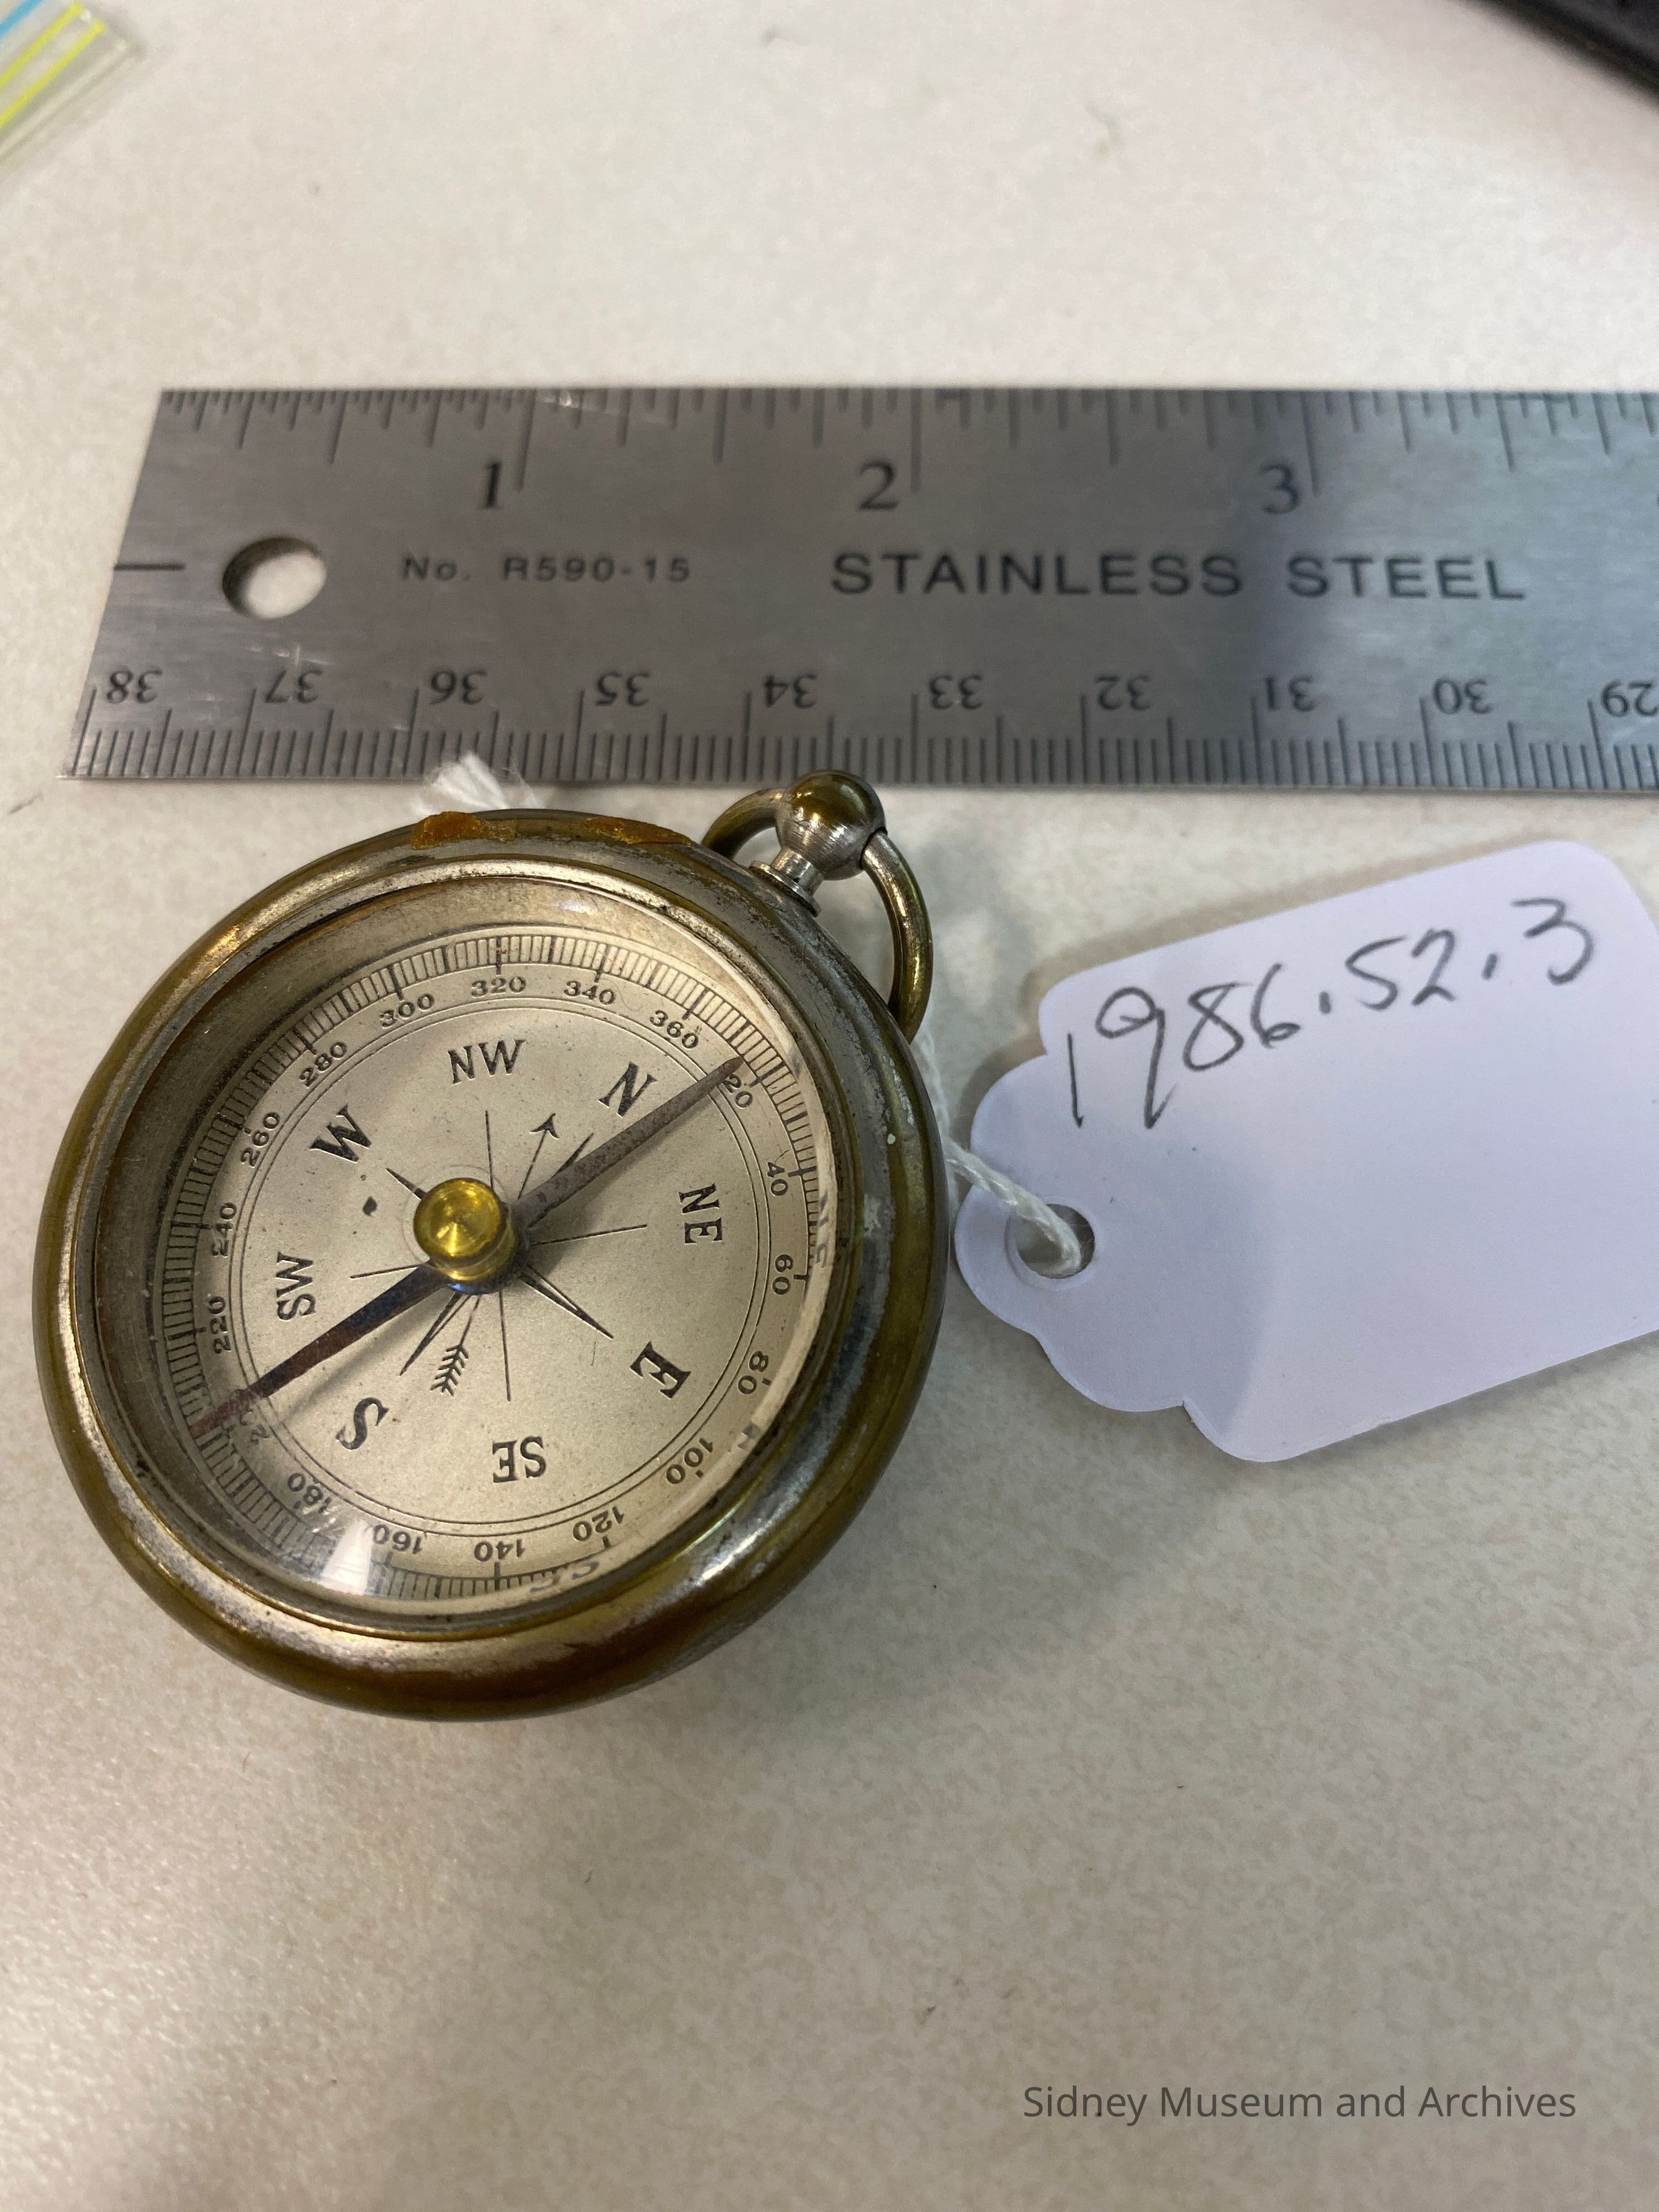 1 2 3
No. R590-15 STAINLESS STEEL
38 37 36 35 34 33 32 31 30 29
1986.52.3
320
300 340
280 360
NW
N
20
260 W
40
240 NE
SW 60
220
E 80
S
200 SE
100
180
160 140 120
Sidney Museum and Archives